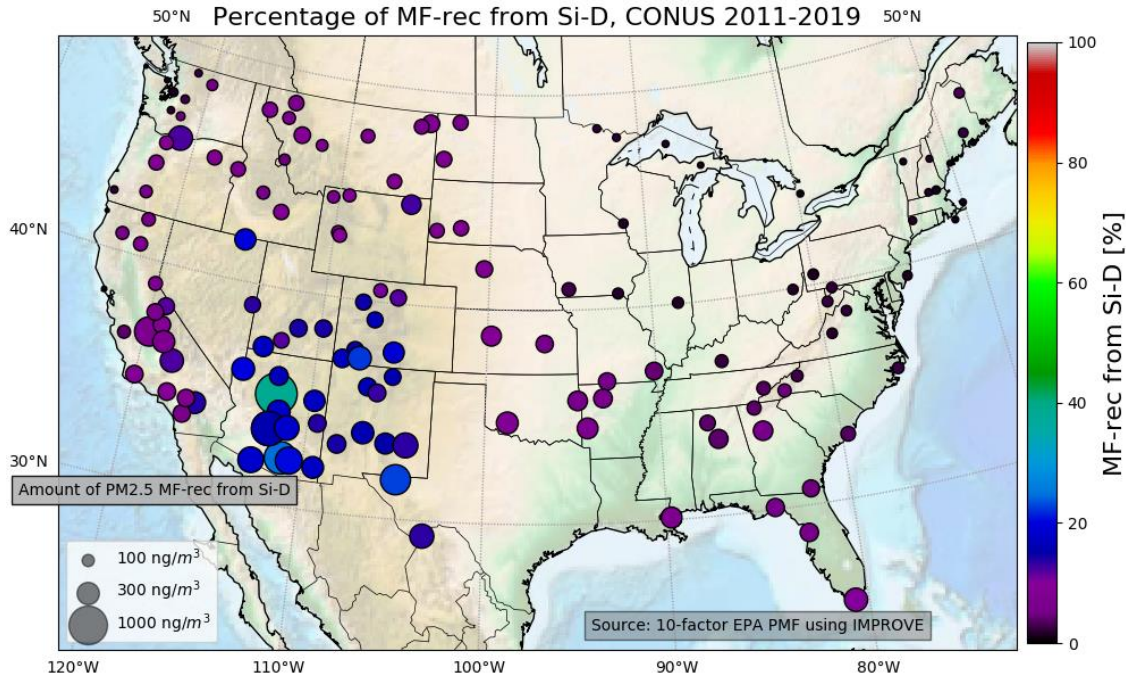 Percentage of MF-rec from Si-D, CONUS 2011-2019
50°N
50°N
40°N
30°N
120°W
110°W
100°W
90°W
80°W
Amount of PM2.5 MF-rec from Si-D
100 ng/m³
300 ng/m³
1000 ng/m³
Source: 10-factor EPA PMF using IMPROVE
100
80
60
40
20
0
MF-rec from Si-D [%]